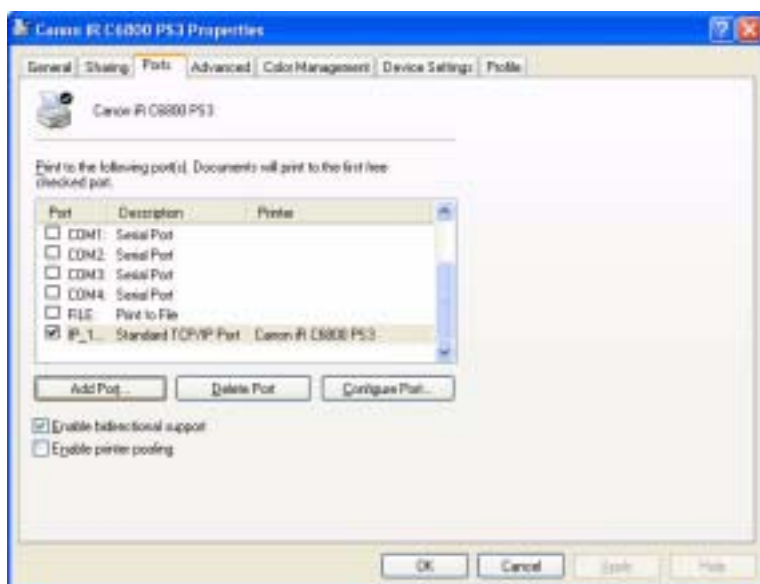 Canon iR C6800 PS3 Properties
General Sharing Ports Advanced Color Management Device Settings Profile
Canon iR C6800 PS3
Print to the following port(s). Documents will print to the first free
checked port.
Port Description Printer
COM1: Serial Port
COM2: Serial Port
COM3: Serial Port
COM4: Serial Port
FILE: Print to File
IP_1... Standard TCP/IP Port Canon iR C6800 PS3
Add Port... Delete Port Configure Port...
Enable bidirectional support
Enable printer pooling
OK Cancel Apply Help